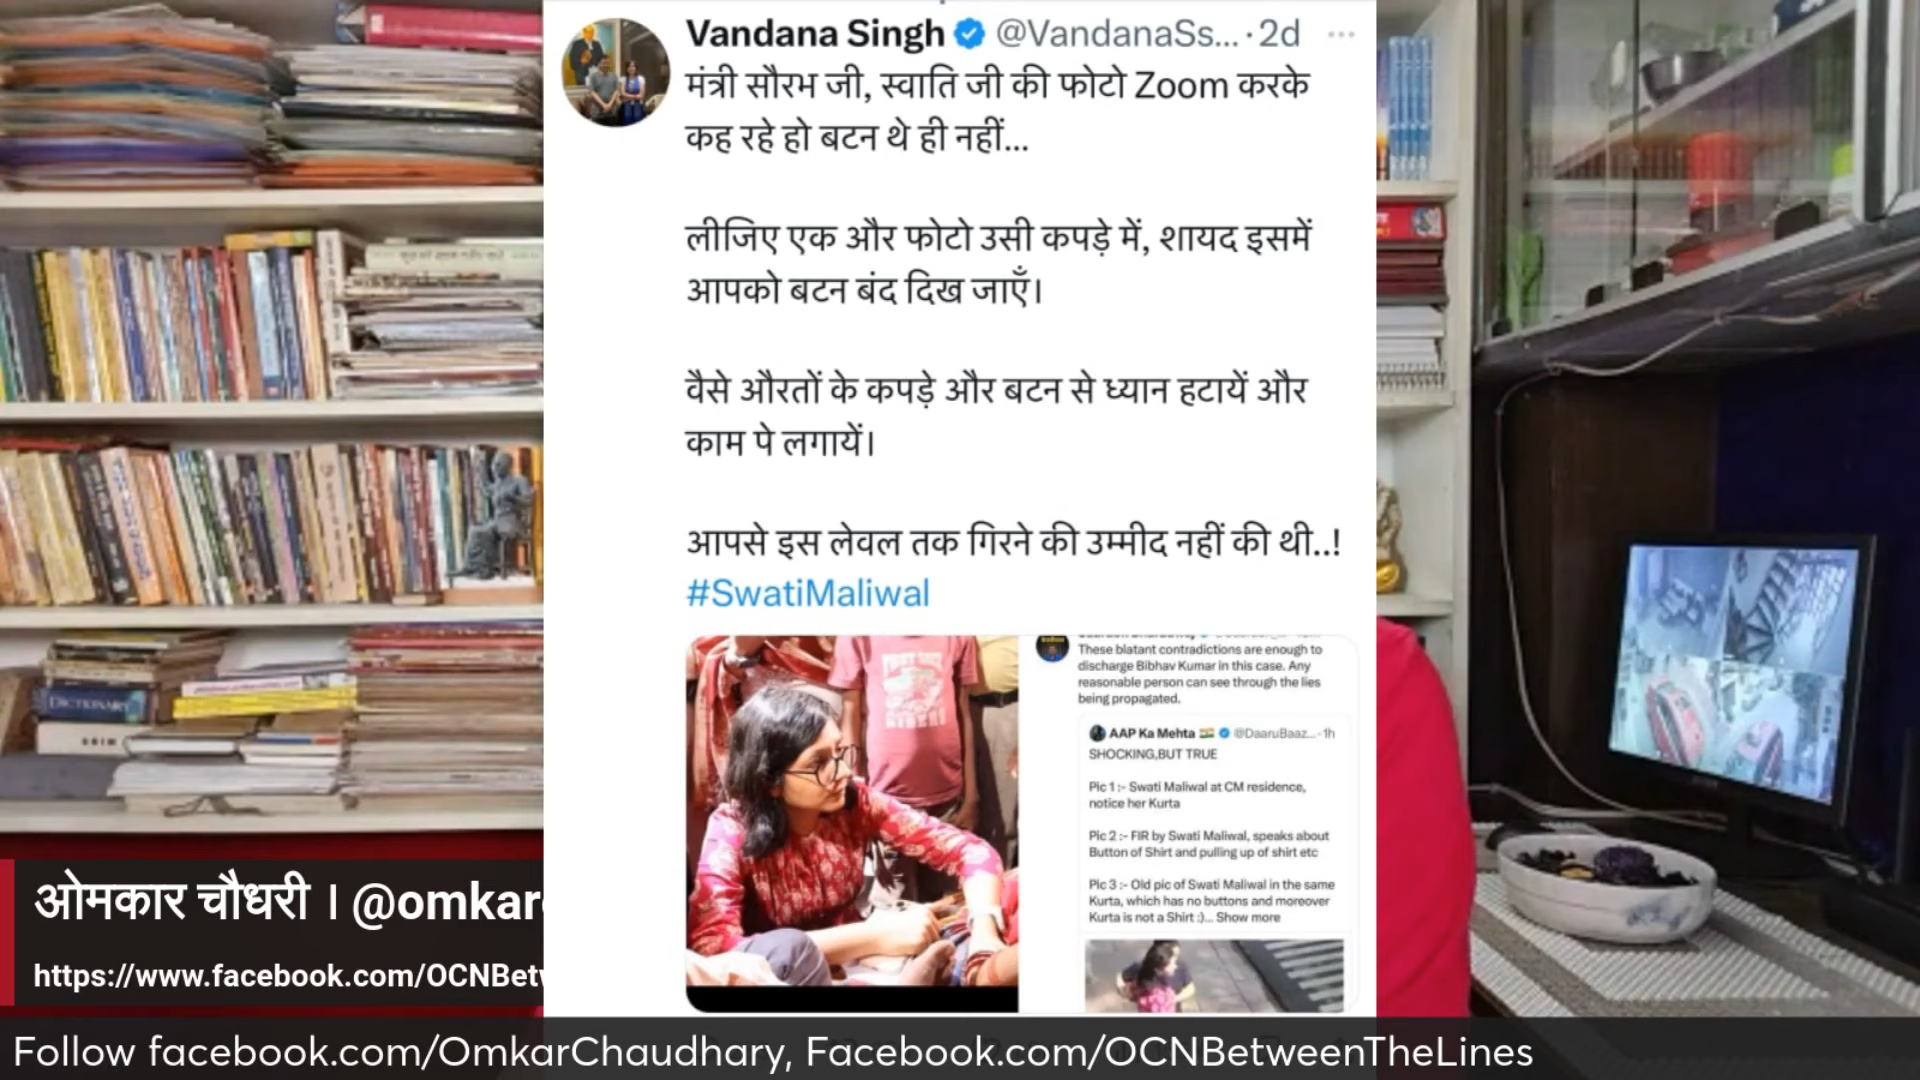 Vandana Singh @VandanaSs... · 2d
मंत्री सौरभ जी, स्वाति जी की फोटो Zoom करके
कह रहे हो बटन थे ही नहीं...
लीजिए एक और फोटो उसी कपड़े में, शायद इसमें
आपको बटन बंद दिख जाएँ।
वैसे औरतों के कपड़े और बटन से ध्यान हटायें और
काम पे लगायें।
आपसे इस लेवल तक गिरने की उम्मीद नहीं की थी..!
#SwatiMaliwal
These blatant contradictions are enough to
discharge Bibhav Kumar in this case. Any
reasonable person can see through the lies
being propagated.
AAP Ka Mehta @DaaruBaaz... · 1h
SHOCKING,BUT TRUE
Pic 1 :- Swati Maliwal at CM residence,
notice her Kurta
Pic 2 :- FIR by Swati Maliwal, speaks about
Button of Shirt and pulling up of shirt etc
Pic 3 :- Old pic of Swati Maliwal in the same
Kurta, which has no buttons and moreover
Kurta is not a Shirt :)... Show more
DICTIONARY
ओमकार चौधरी । @omkar
https://www.facebook.com/OCNBetw
Follow facebook.com/OmkarChaudhary, Facebook.com/OCNBetweenTheLines